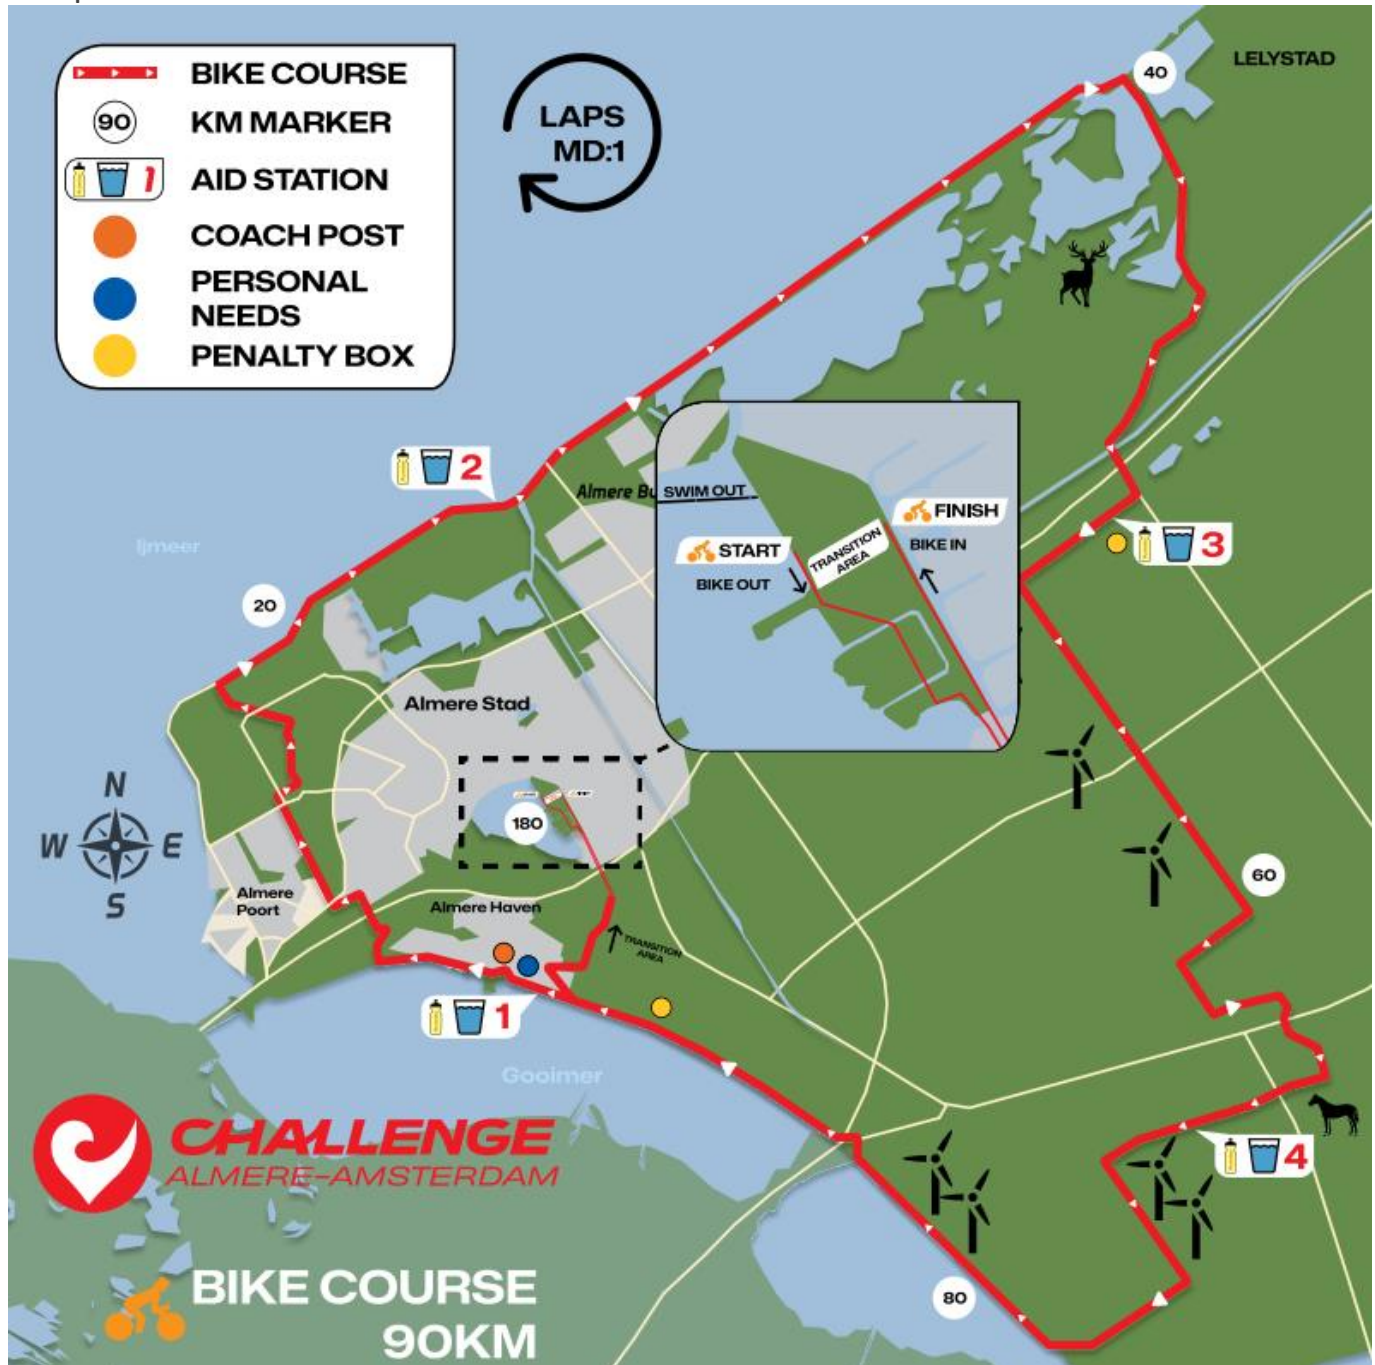 BIKE COURSE
90
KM MARKER
1
AID STATION
COACH POST
PERSONAL
NEEDS
PENALTY BOX
LAPS
MD:1
40
LELYSTAD
2
Almere Bu
SWIM OUT
START
BIKE OUT
TRANSITION
AREA
FINISH
BIKE IN
3
Ijmeer
20
Almere Stad
N
W
E
S
180
60
Almere
Poort
Almere Haven
TRANSITION
AREA
1
Gooimer
4
80
CHALLENGE
ALMERE-AMSTERDAM
BIKE COURSE
90KM